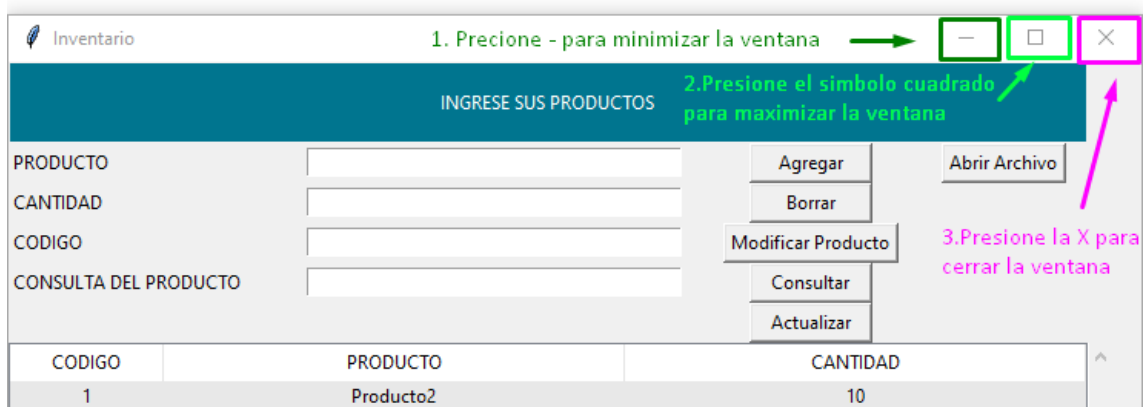 Inventario
1. Precione - para minimizar la ventana
2.Presione el simbolo cuadrado
para maximizar la ventana
INGRESE SUS PRODUCTOS
PRODUCTO
Agregar
Abrir Archivo
CANTIDAD
Borrar
CODIGO
Modificar Producto
3.Presione la X para
cerrar la ventana
CONSULTA DEL PRODUCTO
Consultar
Actualizar
CODIGO PRODUCTO CANTIDAD
1 Producto2 10